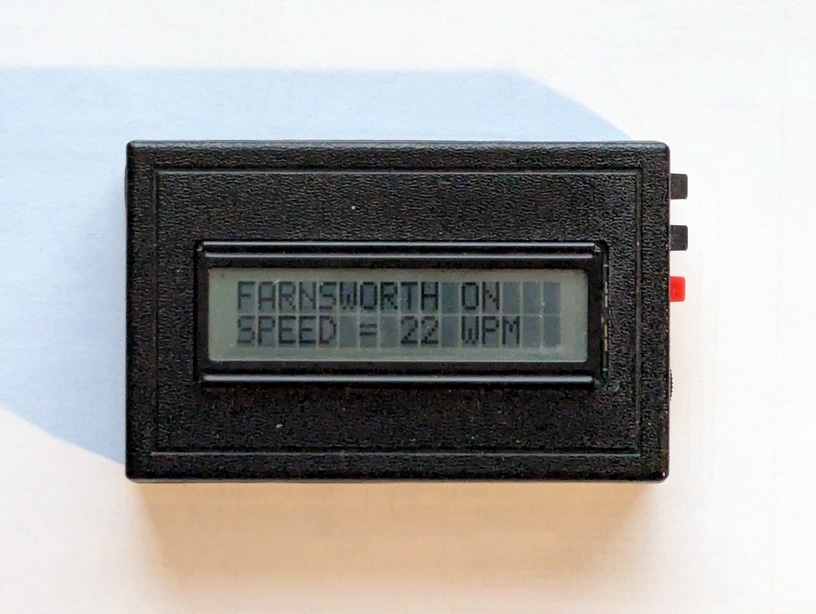 FARNSWORTH ON
SPEED = 22 WPM